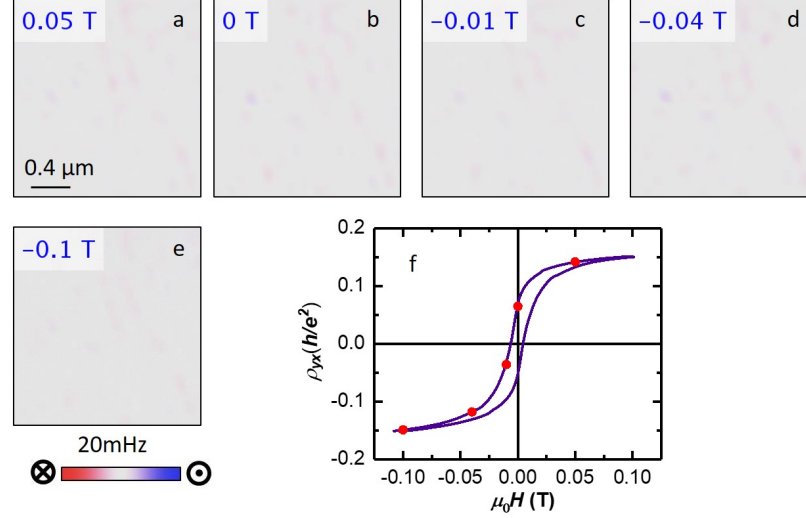 0.05 T a
0 T b
−0.01 T c
−0.04 T d
0.4 μm
−0.1 T e
20mHz
f
0.2
0.1
0.0
-0.1
-0.2
ρyx(h/e²)
-0.10 -0.05 0.00 0.05 0.10
μ0H (T)